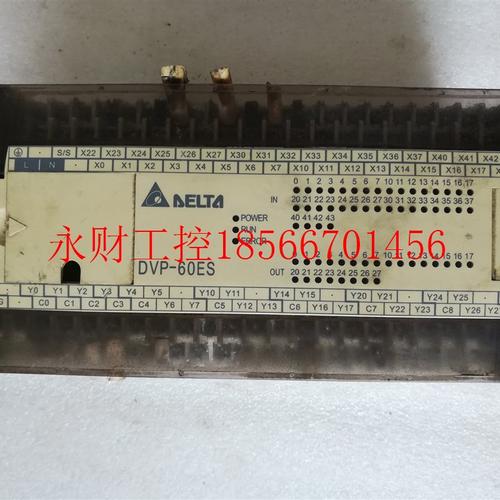 S/S X22 X23 X24 X25 X26 X27 X30 X31 X32 X33 X34 X35 X36 X37 X40 X41 X42
L N · X0 X1 X2 X3 X4 X5 X6 X7 X10 X11 X12 X13 X14 X15 X16 X17
0 1 2 3 4 5 6 7 10 11 12 13 14 15 16 17
IN 20 21 22 23 24 25 26 27 30 31 32 33 34 35 36 37
40 41 42 43
DELTA
POWER
RUN
ERROR
永财工控18566701456
DVP-60ES
OUT 20 21 22 23 24 25 26 27
Y0 Y1 Y2 Y3 Y4 Y5 · Y10 Y11 · Y14 Y15 · Y20 Y21 · Y24 Y25
C0 C1 C2 C3 C4 Y6 Y7 C5 Y12 Y13 C6 Y16 Y17 C7 Y22 Y23 C8 Y26